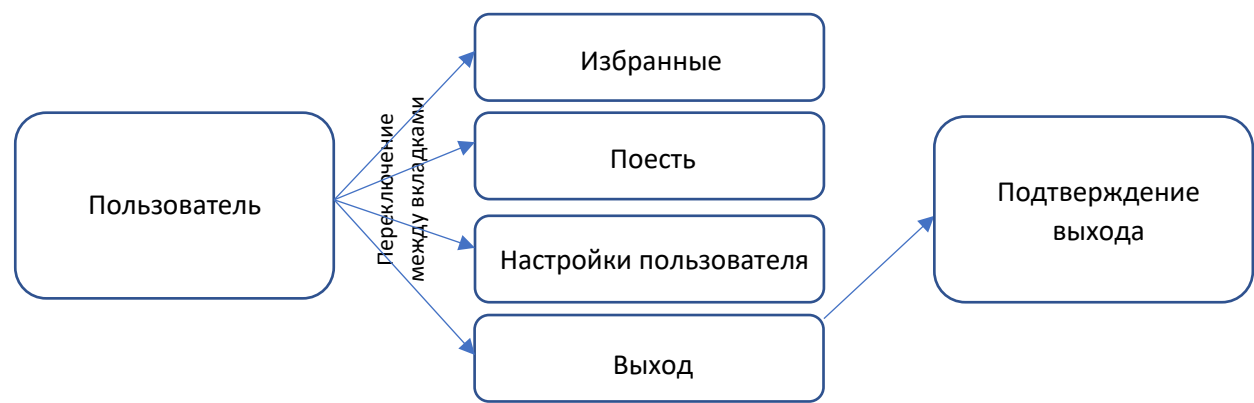 Избранные
Переключение
между вкладками
Пользователь
Поесть
Подтверждение
выхода
Настройки пользователя
Выход